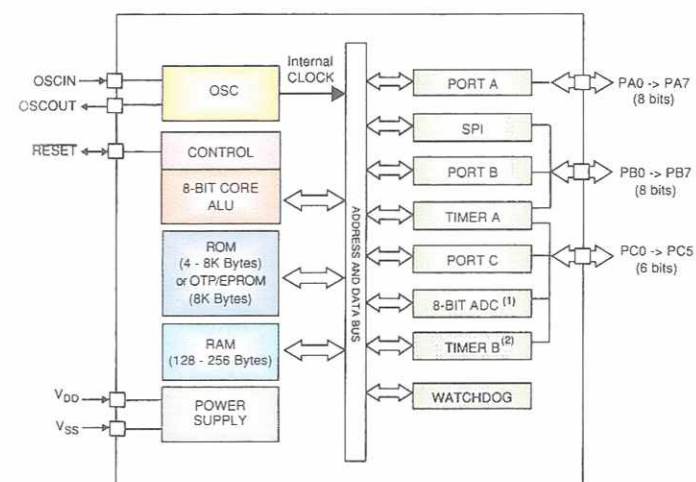 Internal
CLOCK
OSCIN
OSCOUT
OSC
PORT A
PA0 -> PA7
(8 bits)
SPI
RESET
CONTROL
8-BIT CORE
ALU
PORT B
PB0 -> PB7
(8 bits)
TIMER A
ADDRESS AND DATA BUS
ROM
(4 - 8K Bytes)
or OTP/EPROM
(8K Bytes)
PORT C
PC0 -> PC5
(6 bits)
8-BIT ADC (1)
RAM
(128 - 256 Bytes)
TIMER B(2)
VDD
VSS
POWER
SUPPLY
WATCHDOG